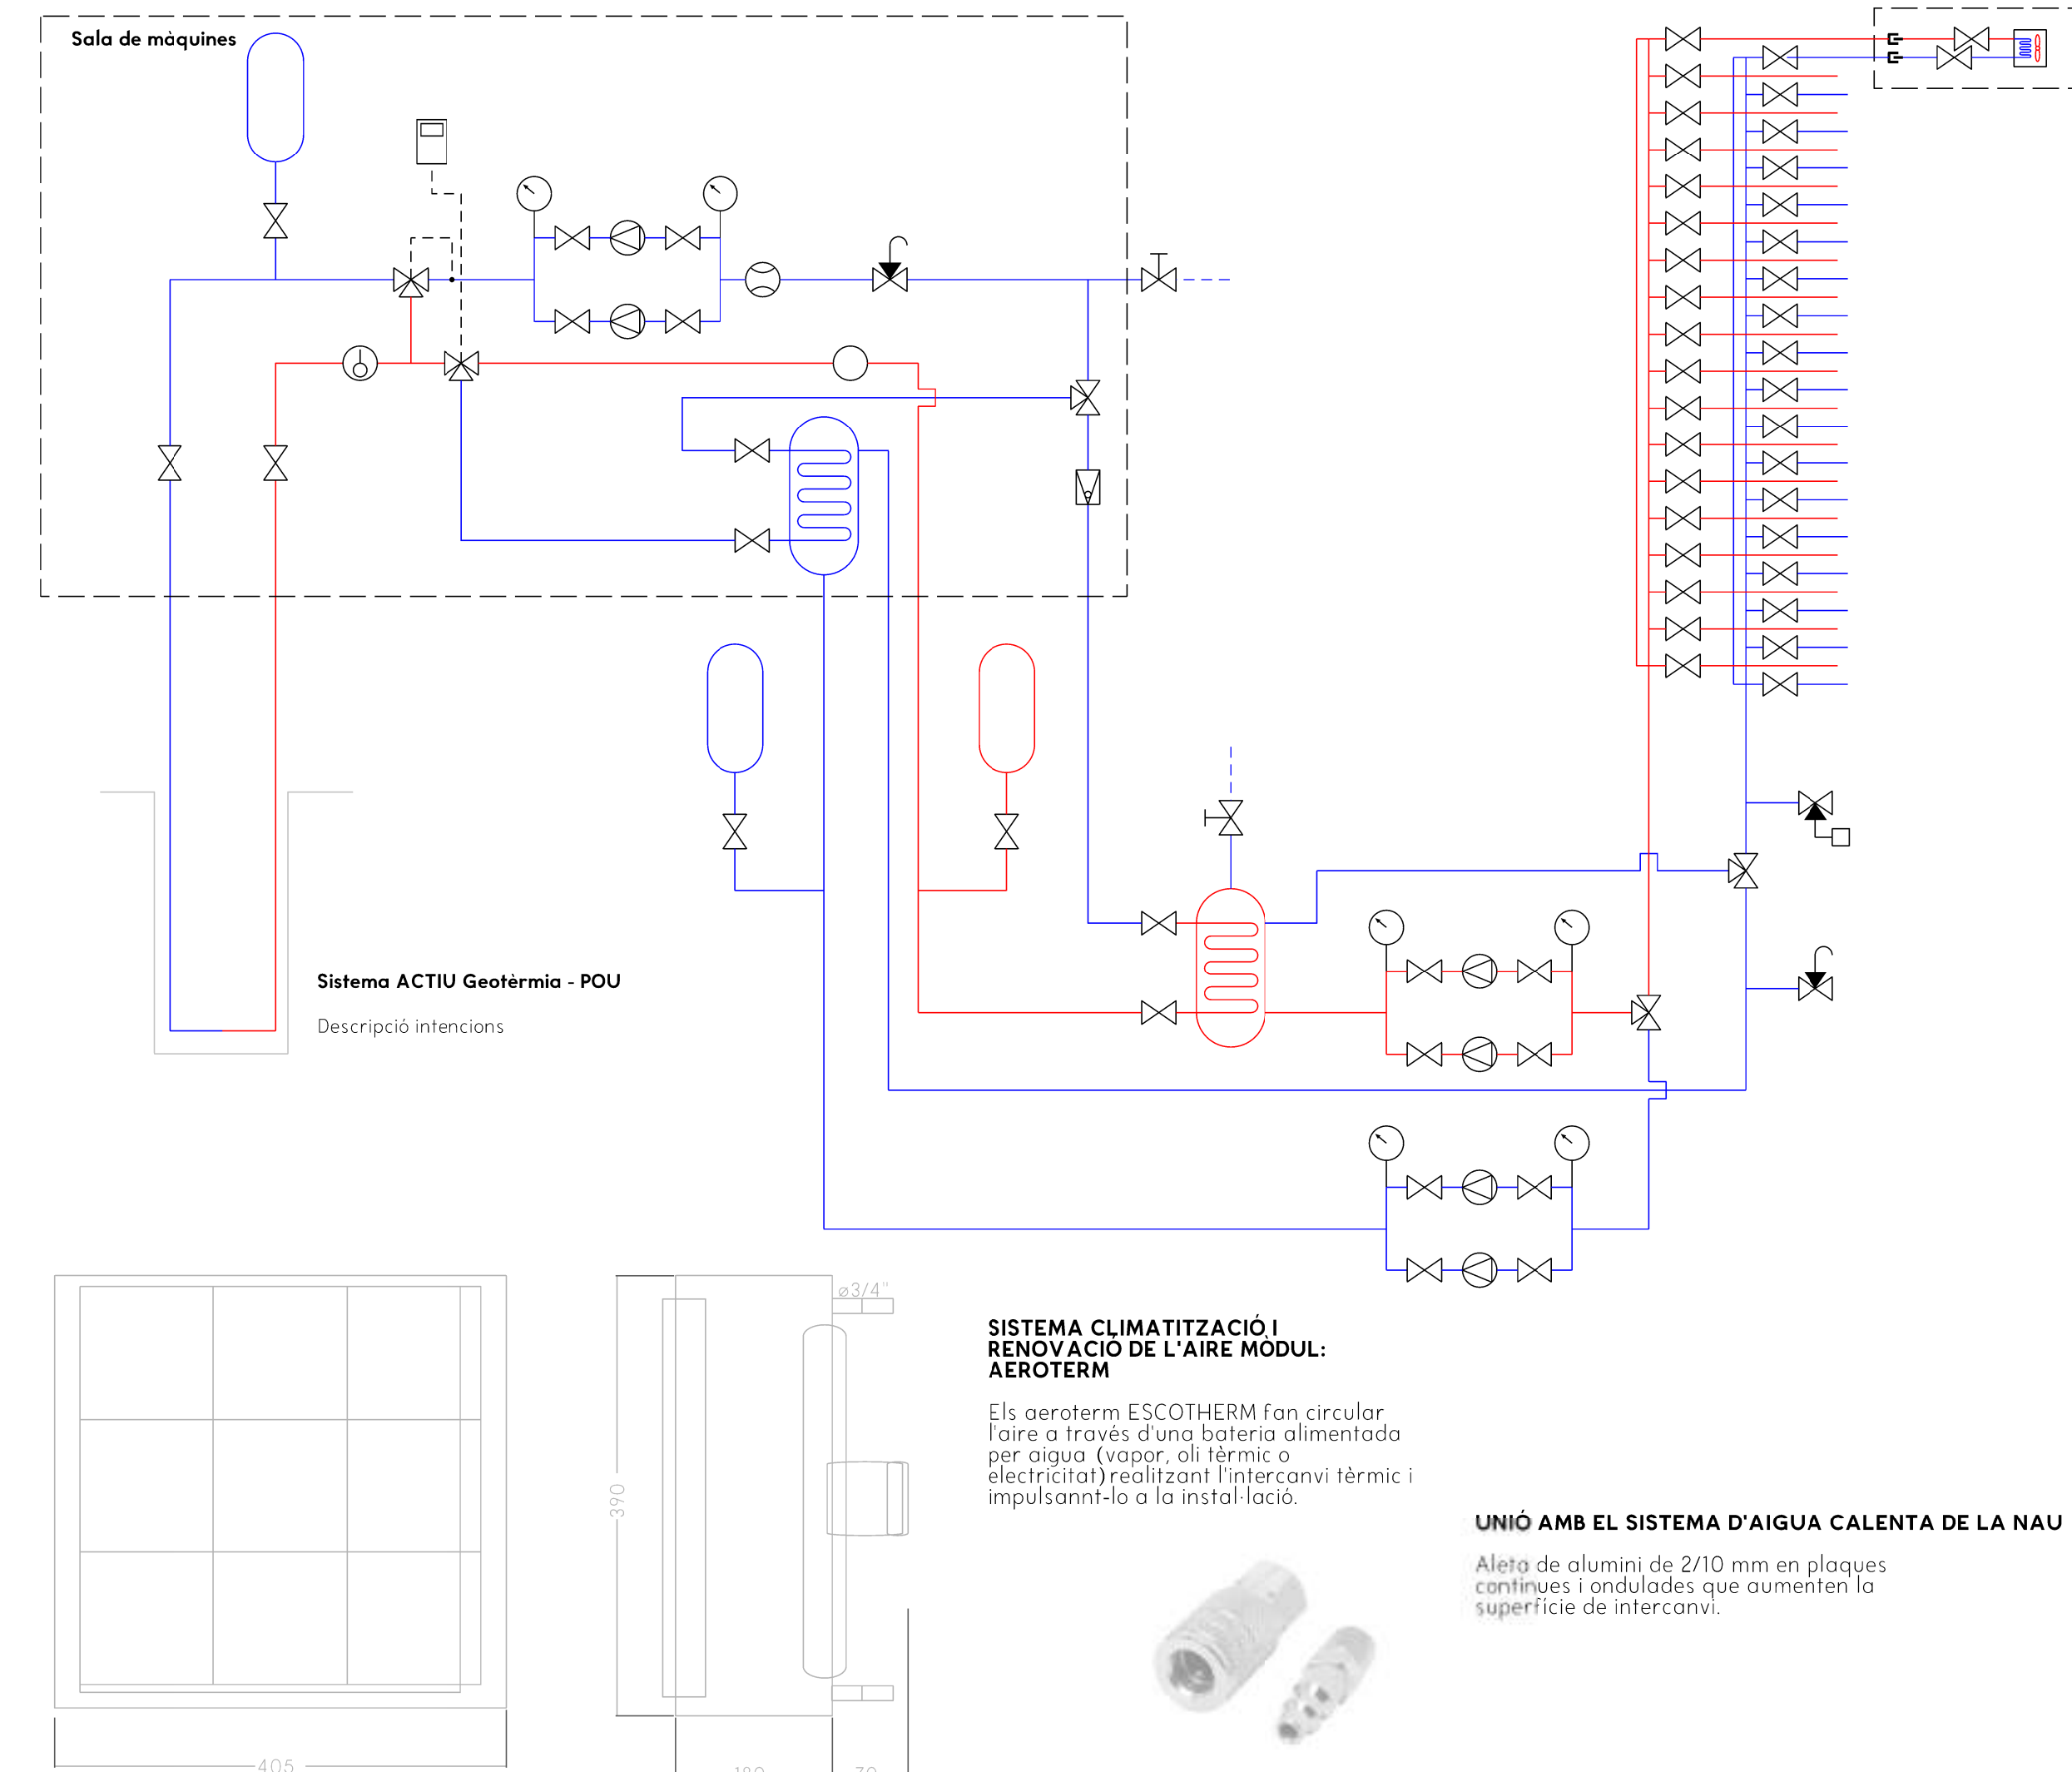 Sala de màquines
Sistema ACTIU Geotèrmia - POU
Descripció intencions
ø3/4"
390
405
SISTEMA CLIMATITZACIÓ I
RENOVACIÓ DE L'AIRE MÒDUL:
AEROTERM
Els aeroterm ESCOTHERM fan circular
l'aire a través d'una bateria alimentada
per aigua (vapor, oli tèrmic o
electricitat) realitzant l'intercanvi tèrmic i
impulsannt-lo a la instal·lació.
UNIÓ AMB EL SISTEMA D'AIGUA CALENTA DE LA NAU
Aleta de alumini de 2/10 mm en plaques
continues i ondulades que aumenten la
superfície de intercanvi.